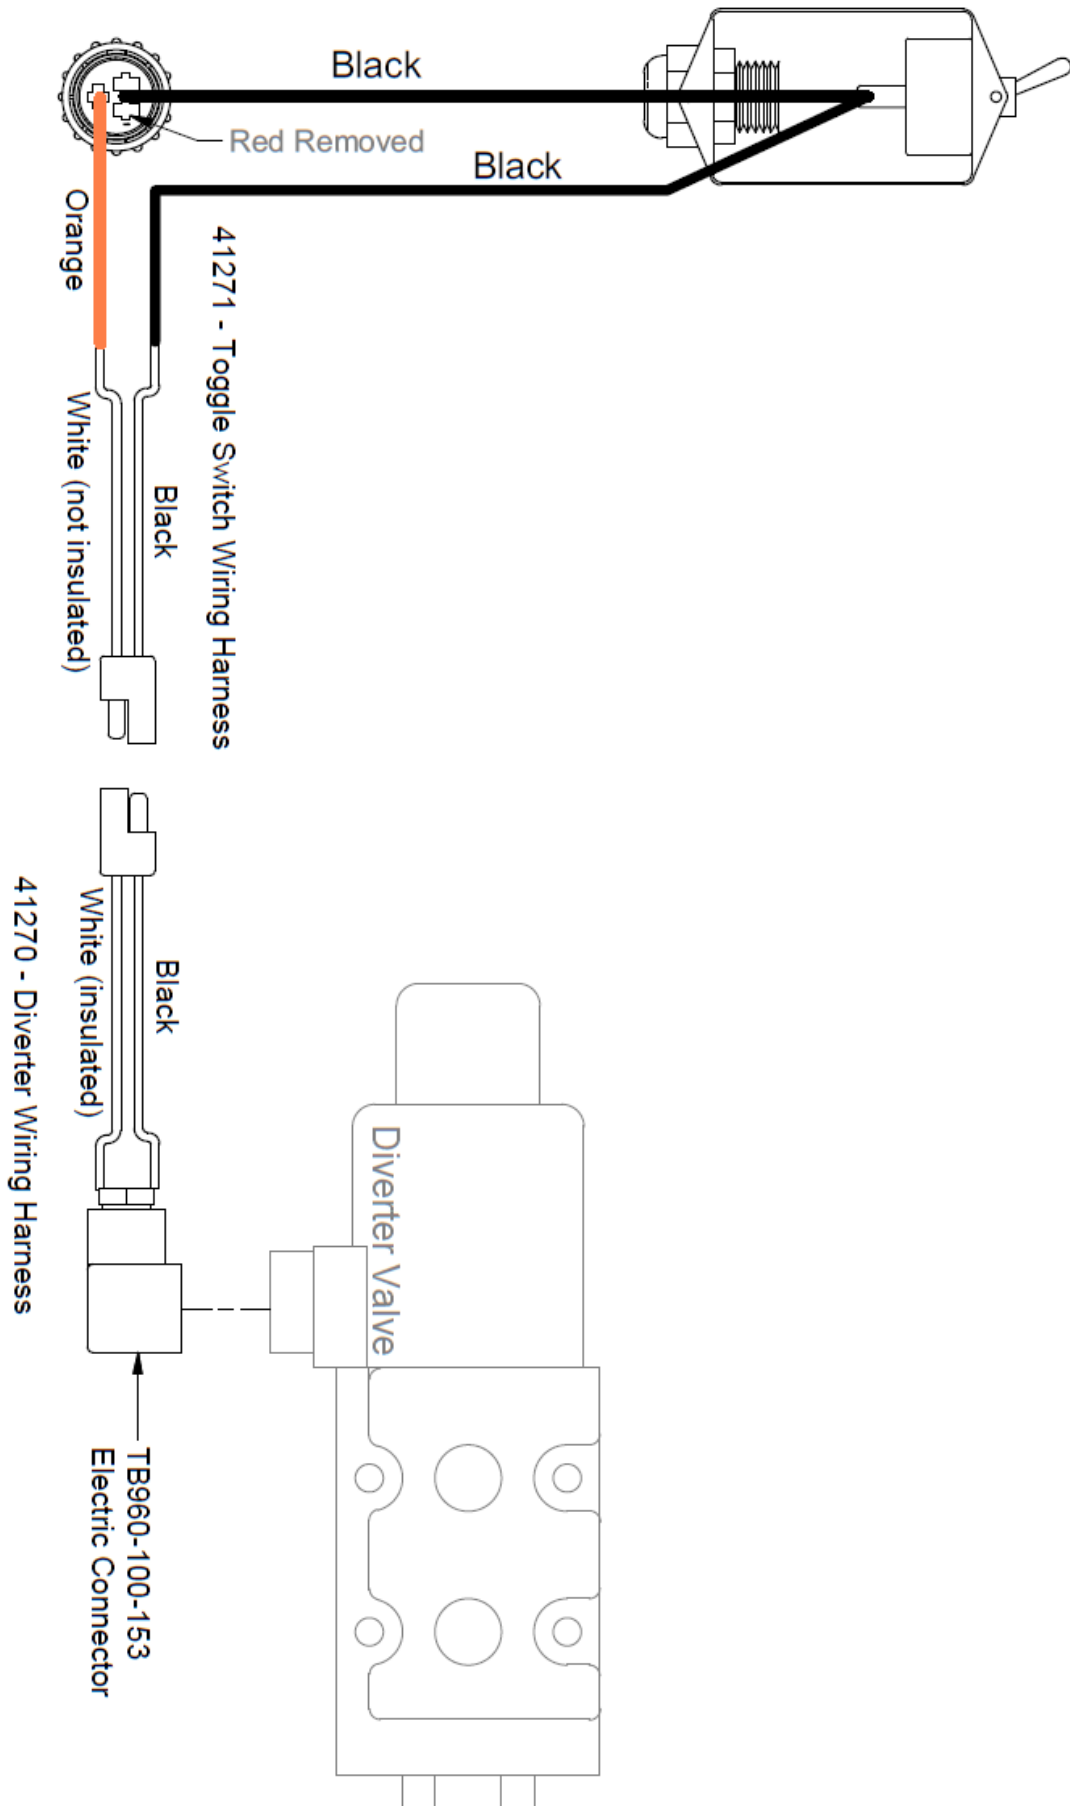 Black
Red Removed
Black
Orange
41271 - Toggle Switch Wiring Harness
White (not insulated)
Black
White (insulated)
Black
41270 - Diverter Wiring Harness
Diverter Valve
TB960-100-153
Electric Connector